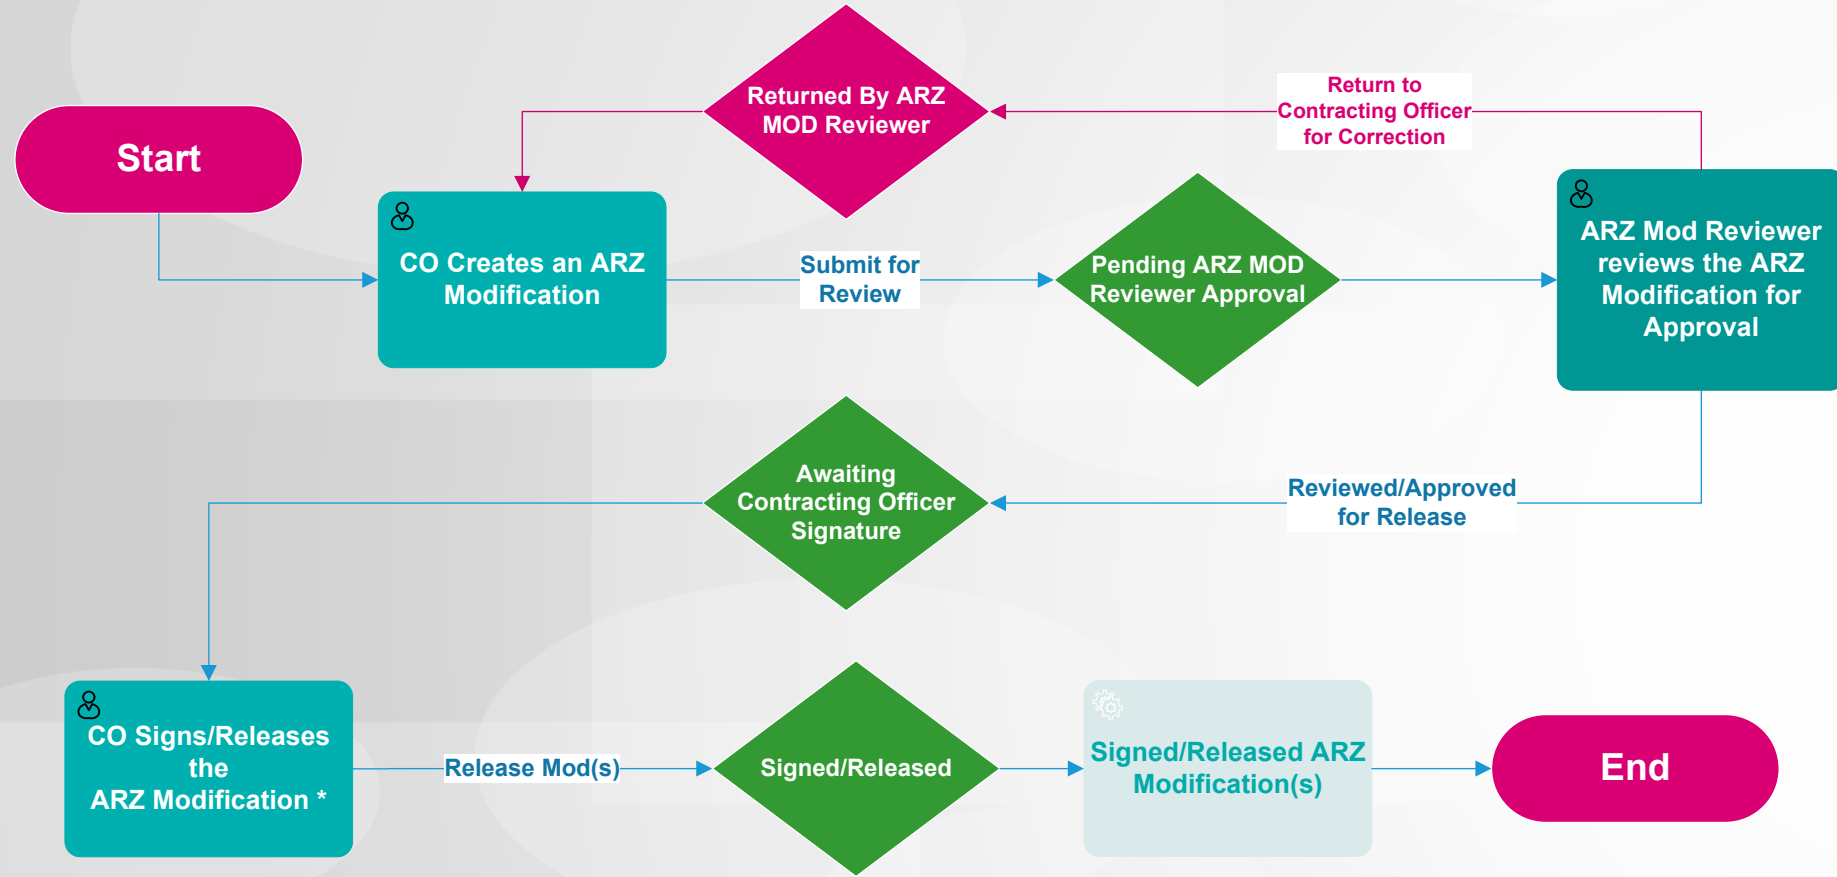 Returned By ARZ
MOD Reviewer
Return to
Contracting Officer
for Correction
Start
CO Creates an ARZ
Modification
Submit for
Review
Pending ARZ MOD
Reviewer Approval
ARZ Mod Reviewer
reviews the ARZ
Modification for
Approval
Awaiting
Contracting Officer
Signature
Reviewed/Approved
for Release
CO Signs/Releases
the
ARZ Modification *
Release Mod(s)
Signed/Released
Signed/Released ARZ
Modification(s)
End